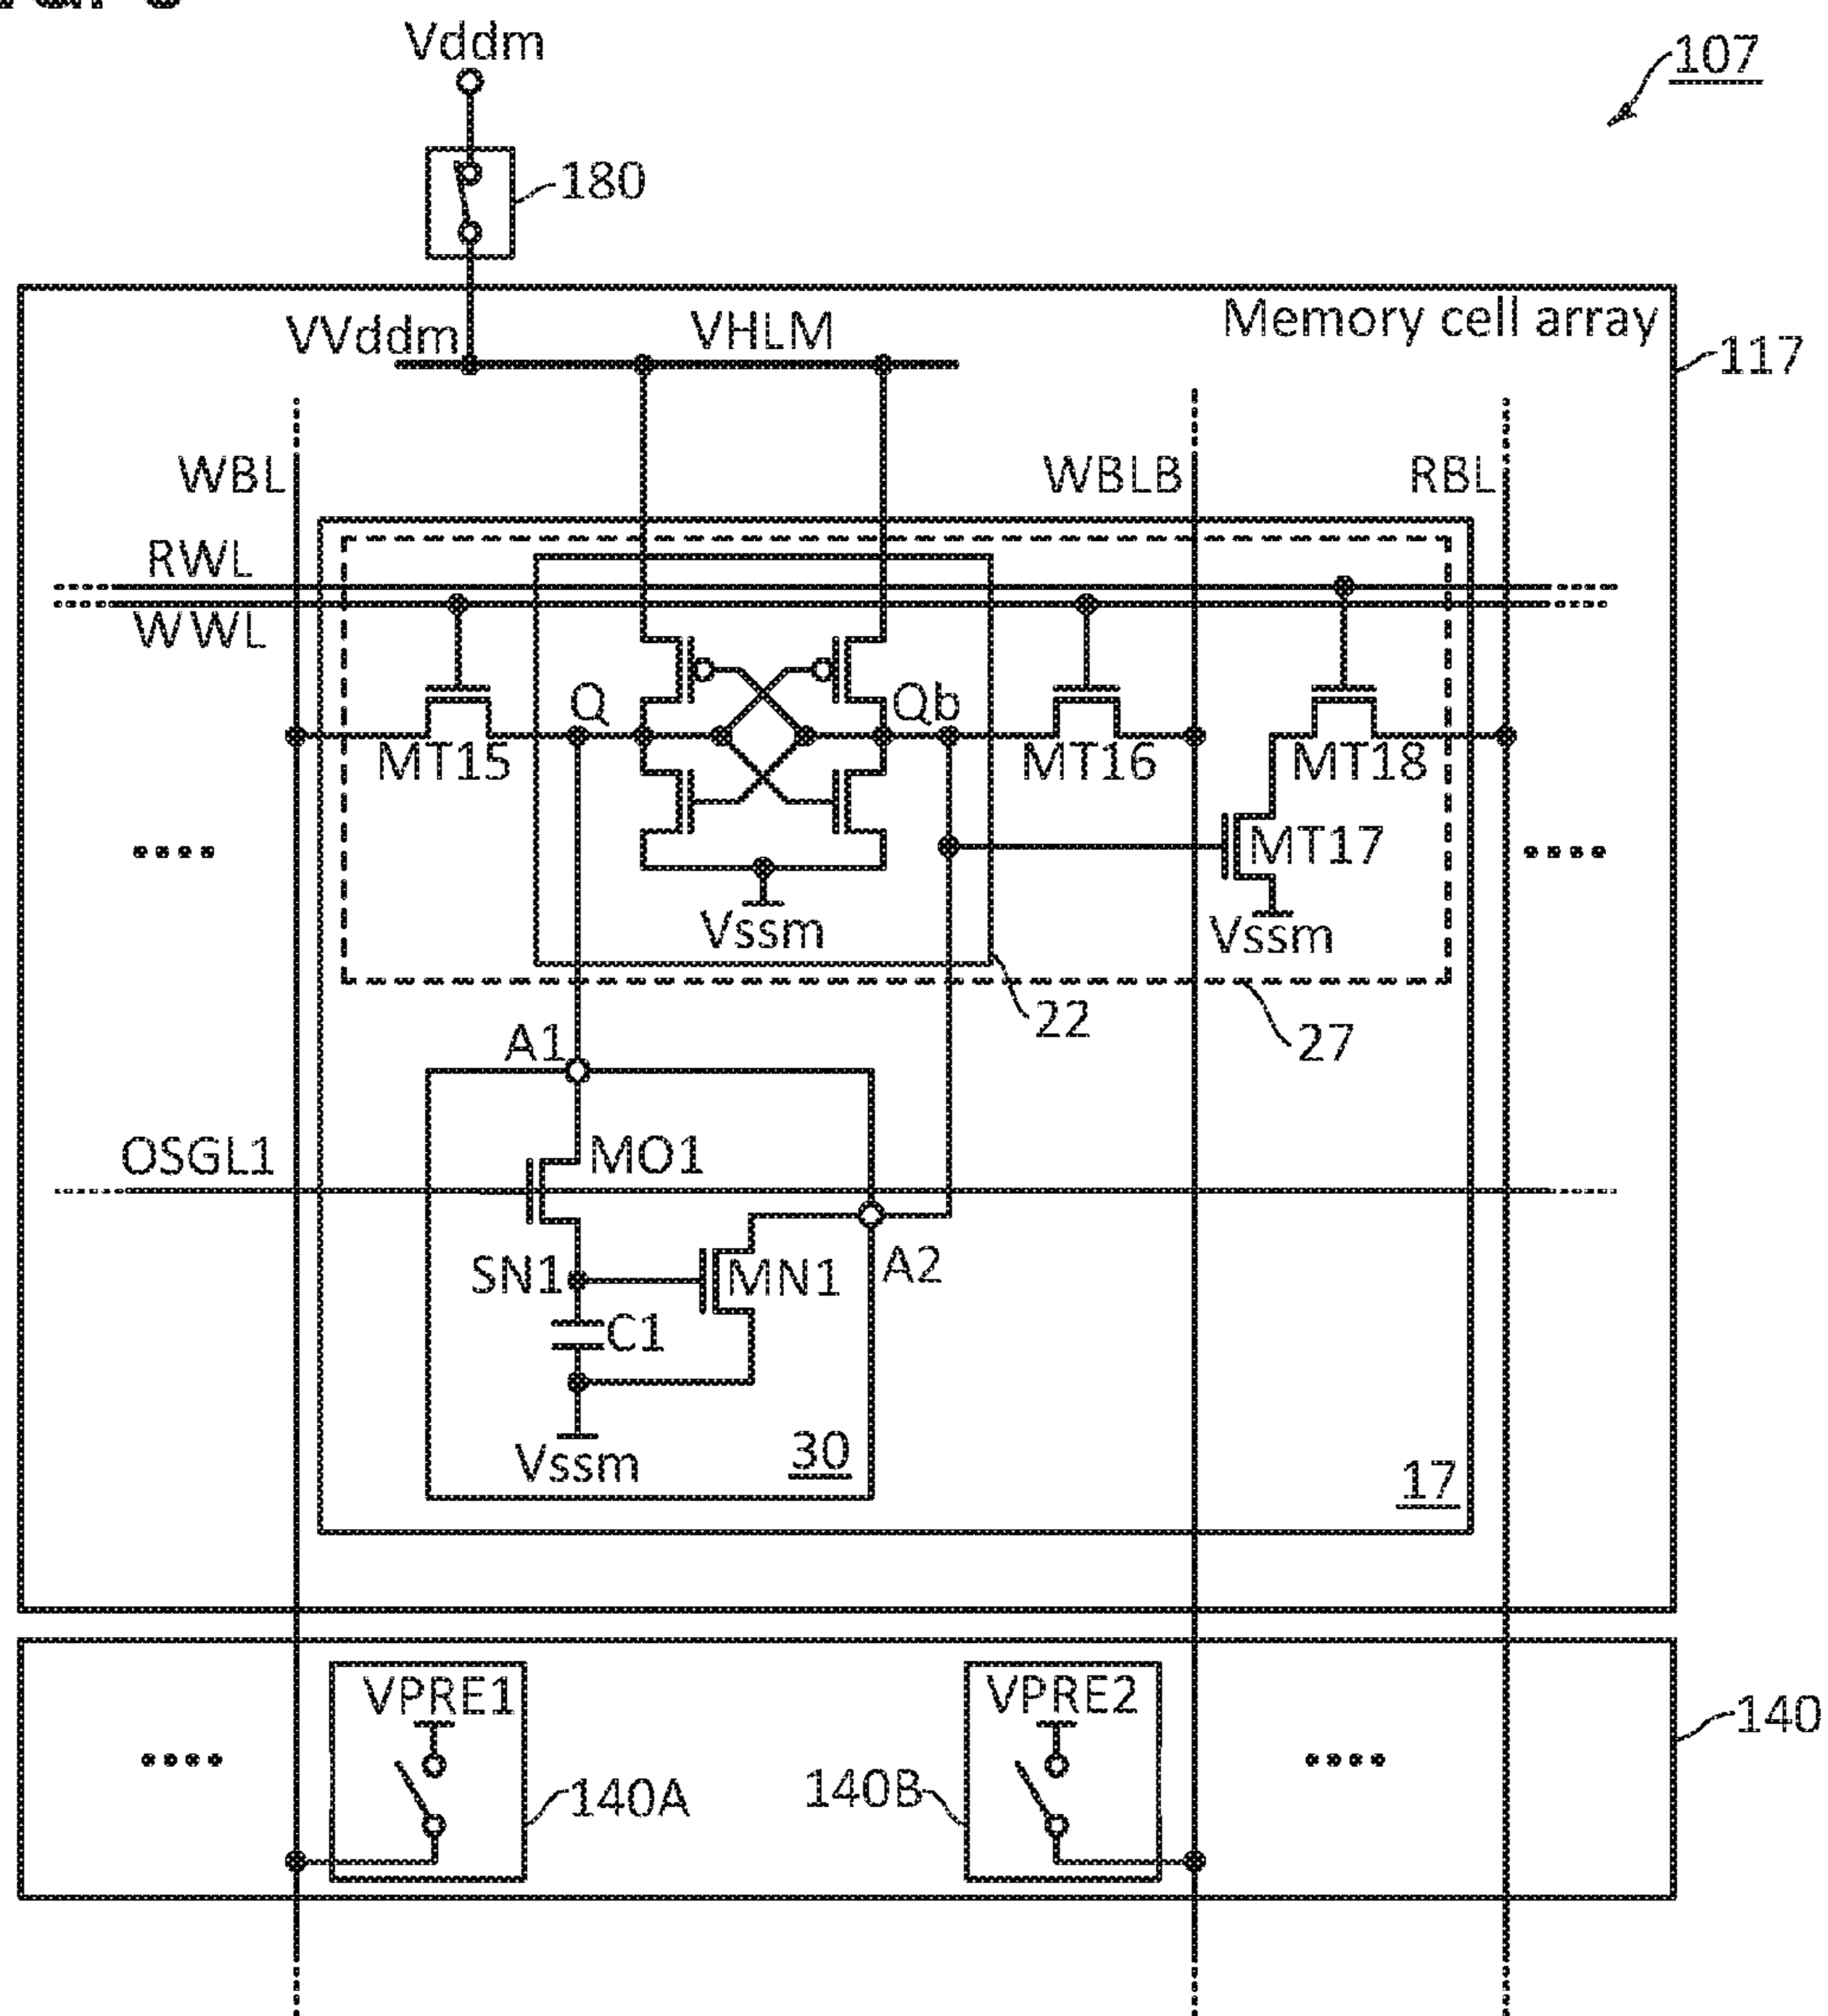 Vddm
107
180
Memory cell array
VVddm
VHLM
117
WBL
WBLB
RBL
RWL
WWL
Q
Qb
MT15
MT16
MT18
MT17
Vssm
Vssm
22
27
A1
OSGL1
MO1
SN1
MN1
A2
C1
Vssm
30
17
VPRE1
VPRE2
140
140A
140B